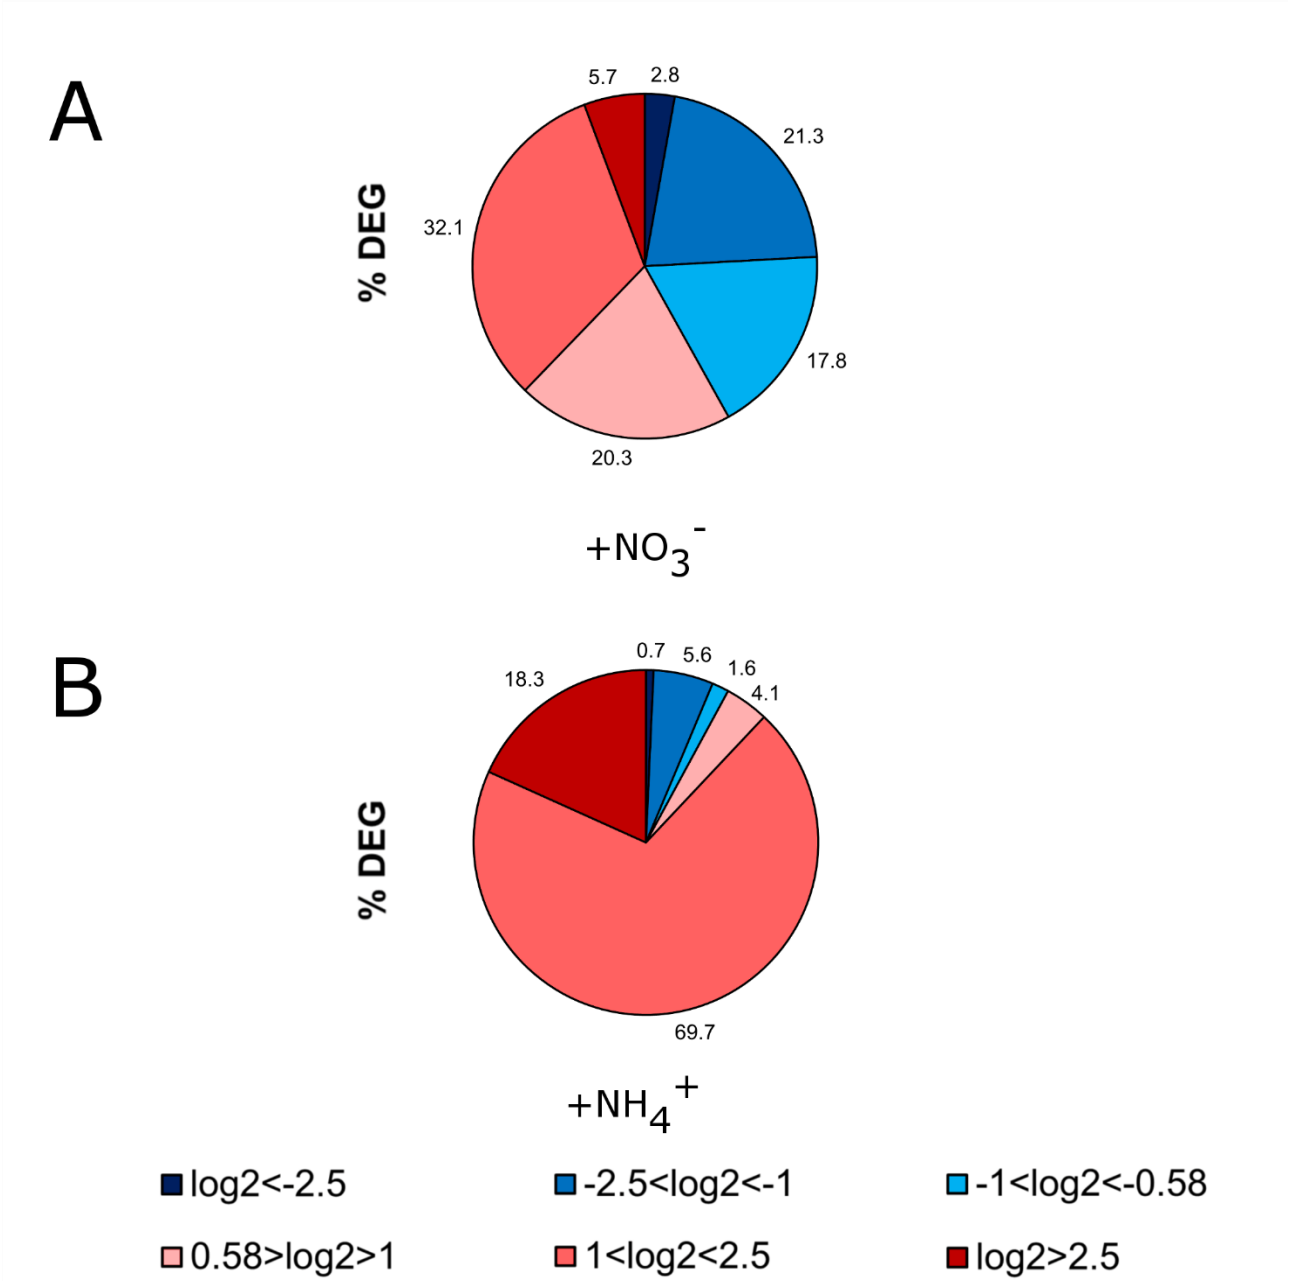 A
5.7
2.8
21.3
% DEG
32.1
17.8
20.3
+NO₃⁻
B
0.7
5.6
1.6
4.1
18.3
% DEG
69.7
+NH₄⁺
log2<-2.5
-2.5<log2<-1
-1<log2<-0.58
0.58>log2>1
1<log2<2.5
log2>2.5